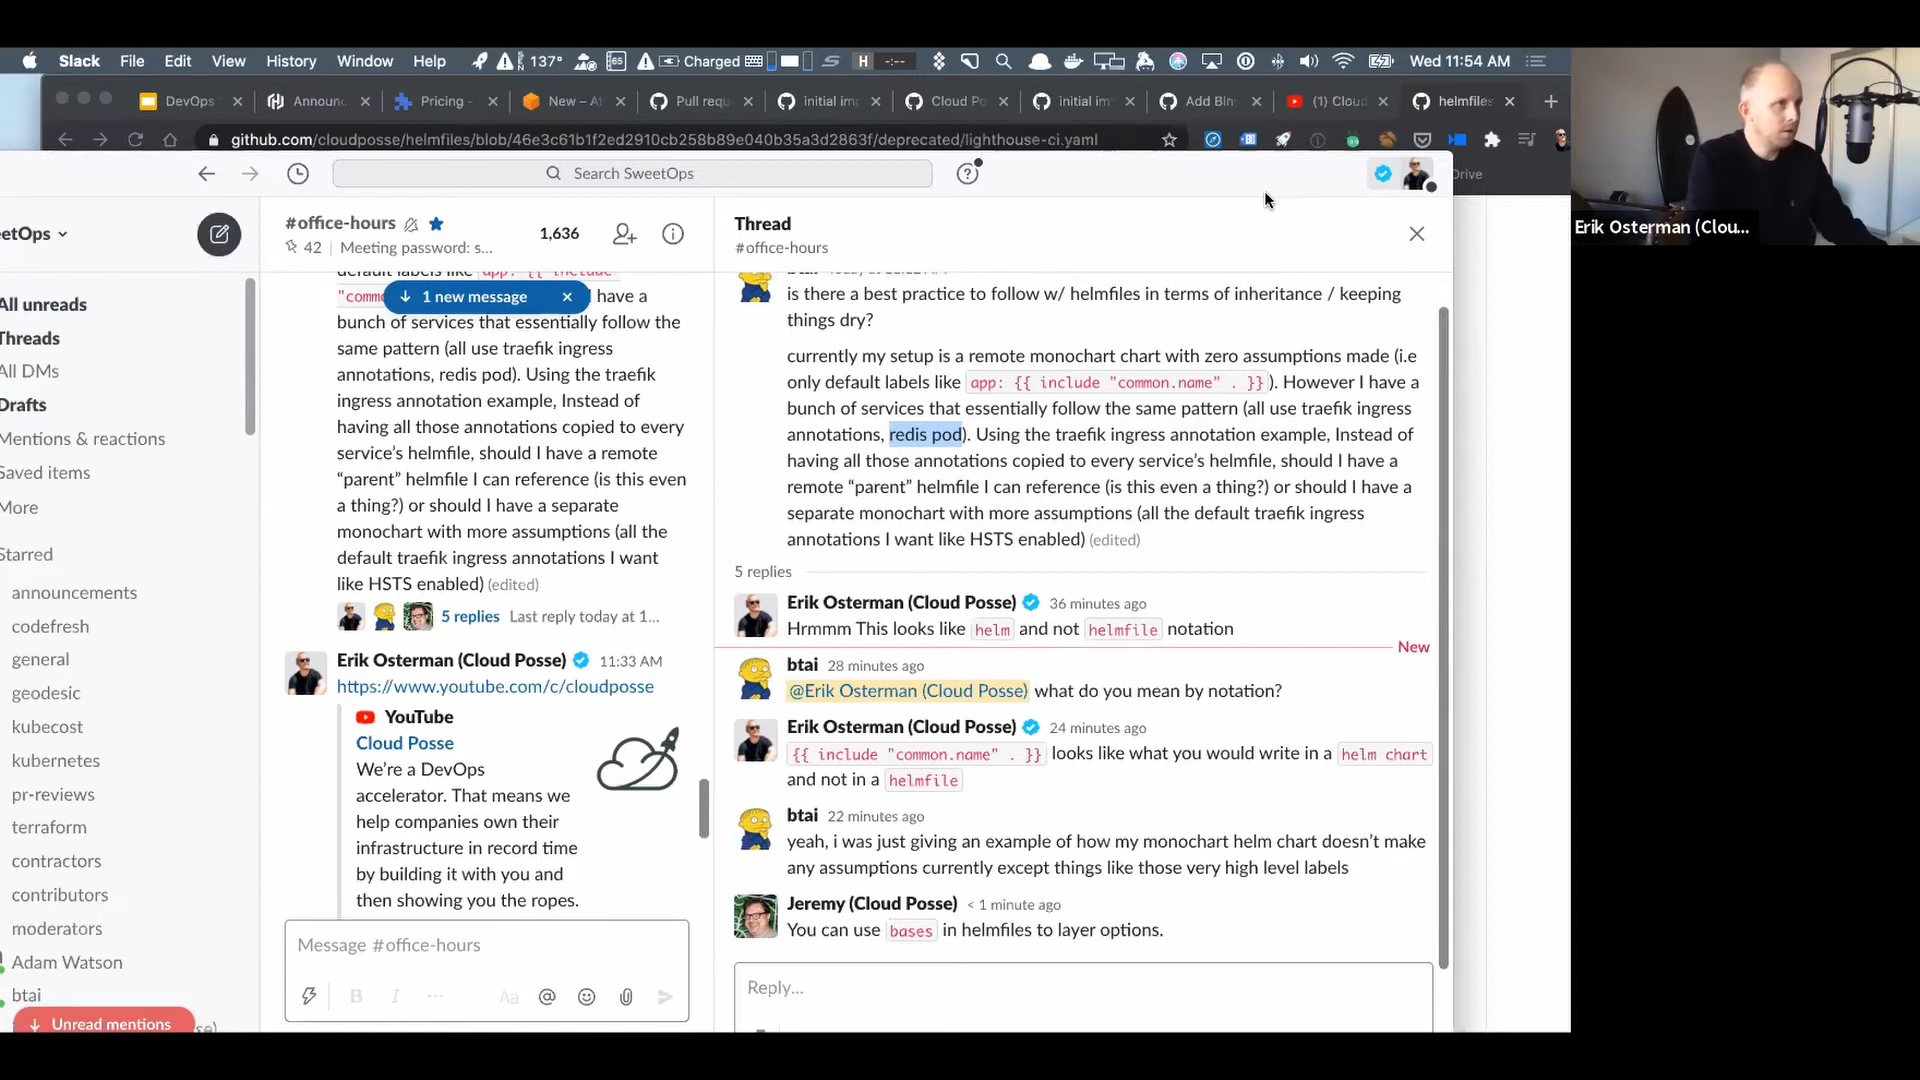 Slack File Edit View History Window Help 137° 65 Charged H -:-- Wed 11:54 AM
DevOps Announc Pricing - New – A Pull requ initial im Cloud Po initial im Add Bin (1) Cloud helmfiles
github.com/cloudposse/helmfiles/blob/46e3c61b1f2ed2910cb258b89e040b35a3d2863f/deprecated/lighthouse-ci.yaml
Search SweetOps
Drive
Erik Osterman (Clou...
eetOps
All unreads
Threads
All DMs
Drafts
Mentions & reactions
Saved items
More
Starred
announcements
codefresh
general
geodesic
kubecost
kubernetes
pr-reviews
terraform
contractors
contributors
moderators
Adam Watson
btai
Unread mentions
#office-hours
42 | Meeting password: s...
1,636
default labels like app: {{ include
"comm
1 new message
I have a
bunch of services that essentially follow the
same pattern (all use traefik ingress
annotations, redis pod). Using the traefik
ingress annotation example, Instead of
having all those annotations copied to every
service's helmfile, should I have a remote
“parent” helmfile I can reference (is this even
a thing?) or should I have a separate
monochart with more assumptions (all the
default traefik ingress annotations I want
like HSTS enabled) (edited)
5 replies Last reply today at 1...
Erik Osterman (Cloud Posse) 11:33 AM
https://www.youtube.com/c/cloudposse
YouTube
Cloud Posse
We're a DevOps
accelerator. That means we
help companies own their
infrastructure in record time
by building it with you and
then showing you the ropes.
Message #office-hours
Thread
#office-hours
is there a best practice to follow w/ helmfiles in terms of inheritance / keeping
things dry?
currently my setup is a remote monochart chart with zero assumptions made (i.e
only default labels like app: {{ include "common.name" . }}). However I have a
bunch of services that essentially follow the same pattern (all use traefik ingress
annotations, redis pod). Using the traefik ingress annotation example, Instead of
having all those annotations copied to every service's helmfile, should I have a
remote “parent” helmfile I can reference (is this even a thing?) or should I have a
separate monochart with more assumptions (all the default traefik ingress
annotations I want like HSTS enabled) (edited)
5 replies
Erik Osterman (Cloud Posse) 36 minutes ago
Hrmmm This looks like helm and not helmfile notation
New
btai 28 minutes ago
@Erik Osterman (Cloud Posse) what do you mean by notation?
Erik Osterman (Cloud Posse) 24 minutes ago
{{ include "common.name" . }} looks like what you would write in a helm chart
and not in a helmfile
btai 22 minutes ago
yeah, i was just giving an example of how my monochart helm chart doesn't make
any assumptions currently except things like those very high level labels
Jeremy (Cloud Posse) < 1 minute ago
You can use bases in helmfiles to layer options.
Reply...